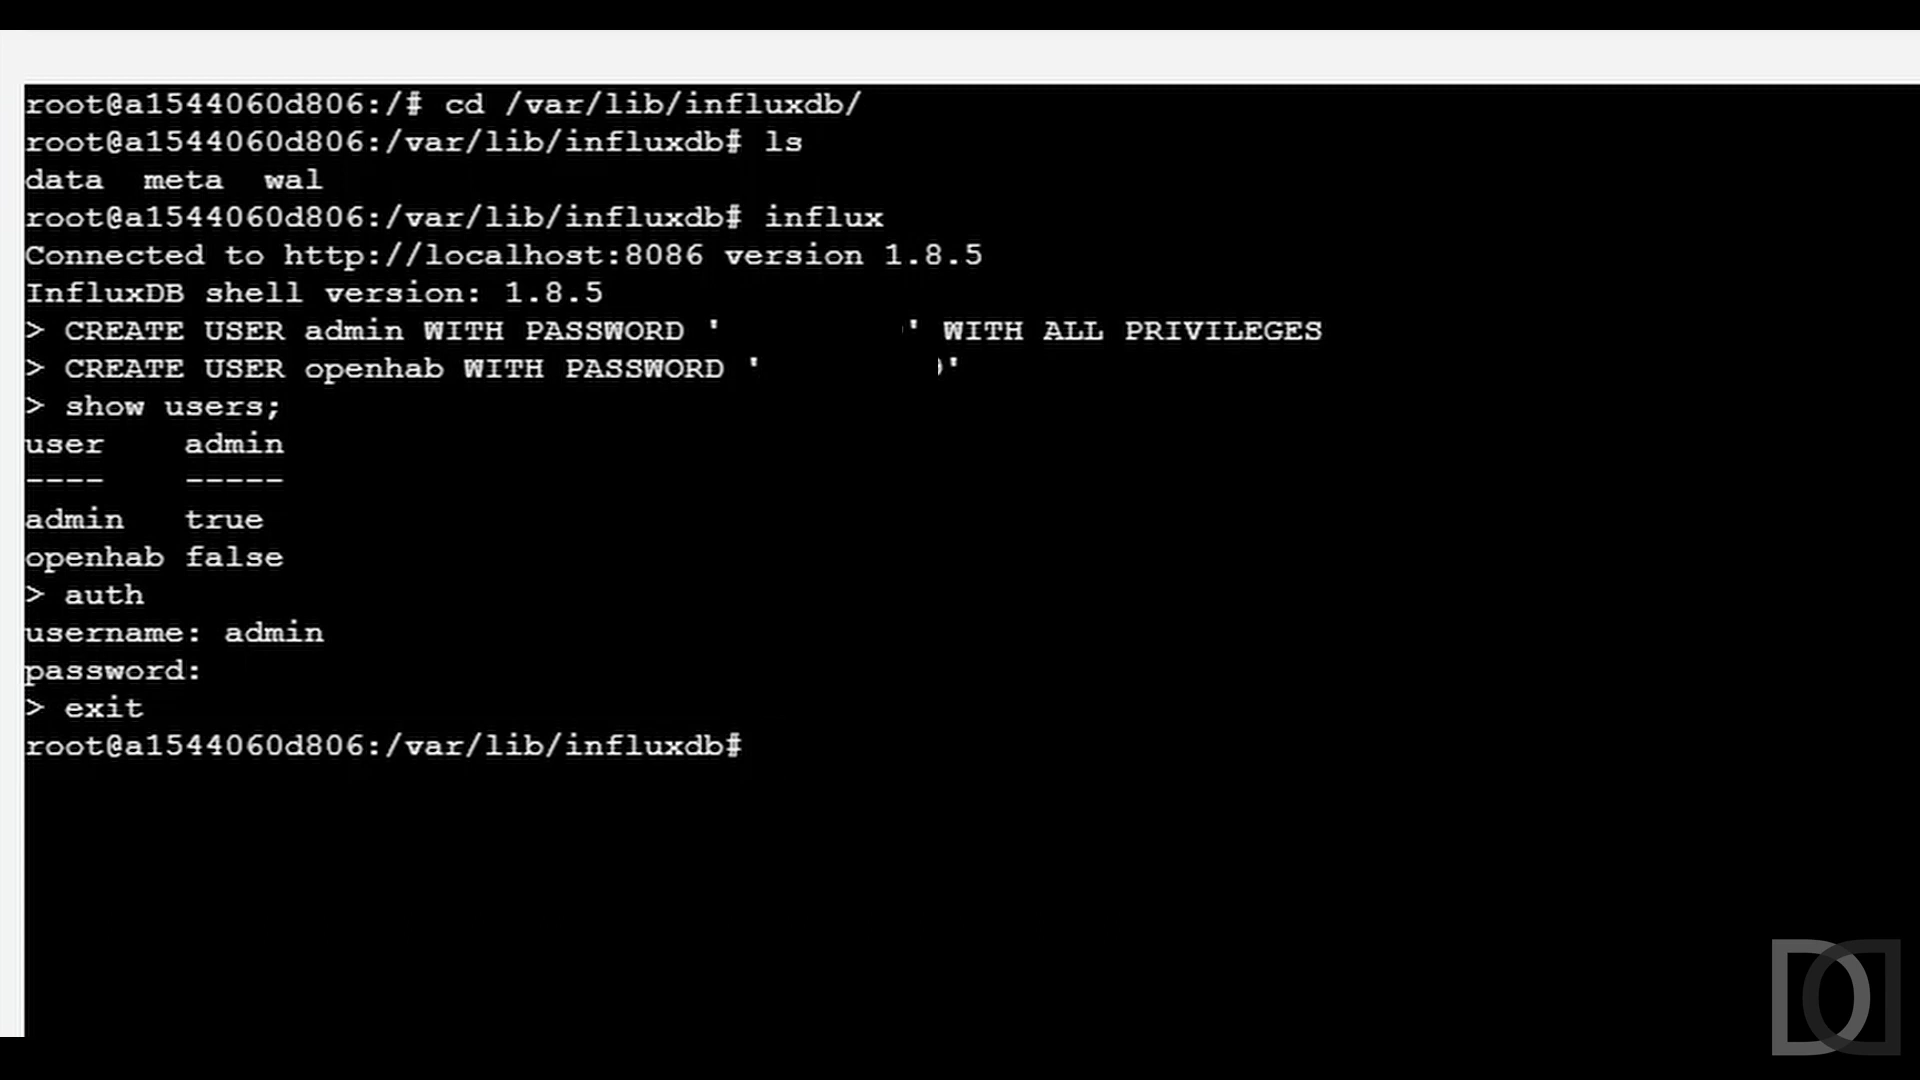 root@a1544060d806:/# cd /var/lib/influxdb/
root@a1544060d806:/var/lib/influxdb# ls
data  meta  wal
root@a1544060d806:/var/lib/influxdb# influx
Connected to http://localhost:8086 version 1.8.5
InfluxDB shell version: 1.8.5
> CREATE USER admin WITH PASSWORD '         ' WITH ALL PRIVILEGES
> CREATE USER openhab WITH PASSWORD '         '
> show users;
user    admin
----    -----
admin   true
openhab false
> auth
username: admin
password:
> exit
root@a1544060d806:/var/lib/influxdb#